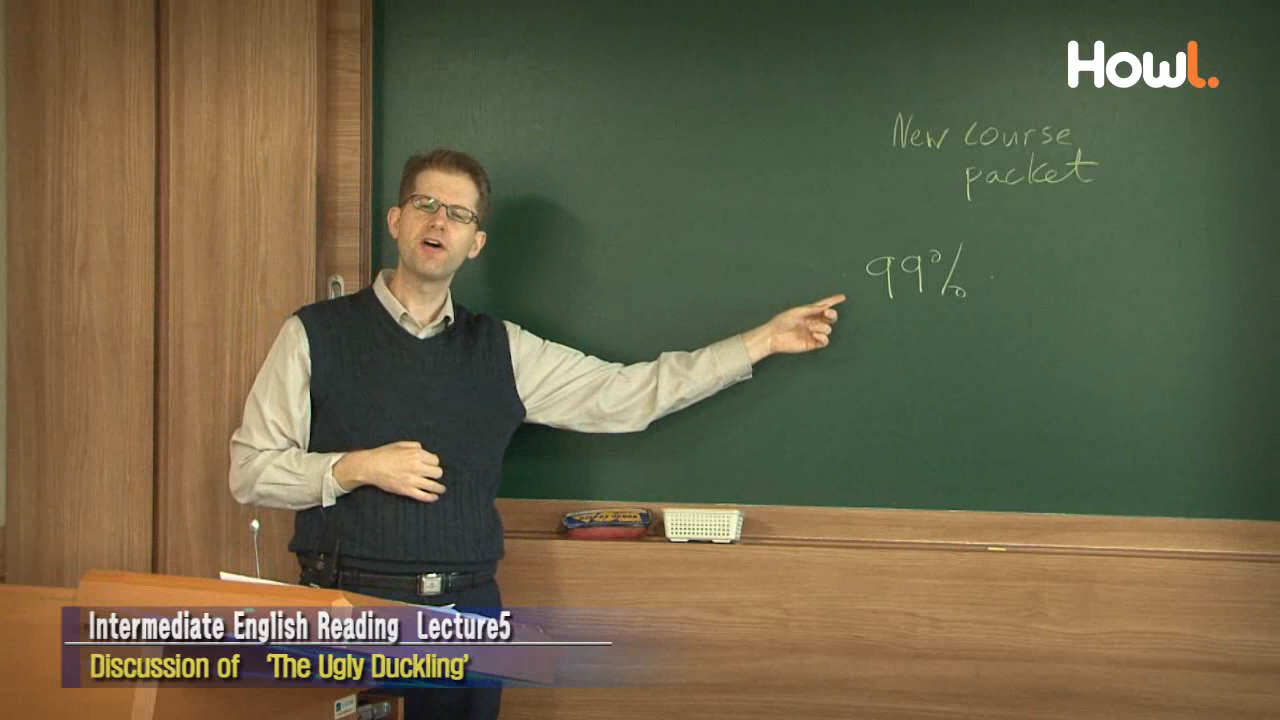 Howl.
New course
packet
99%
Intermediate English Reading Lecture5
Discussion of 'The Ugly Duckling'